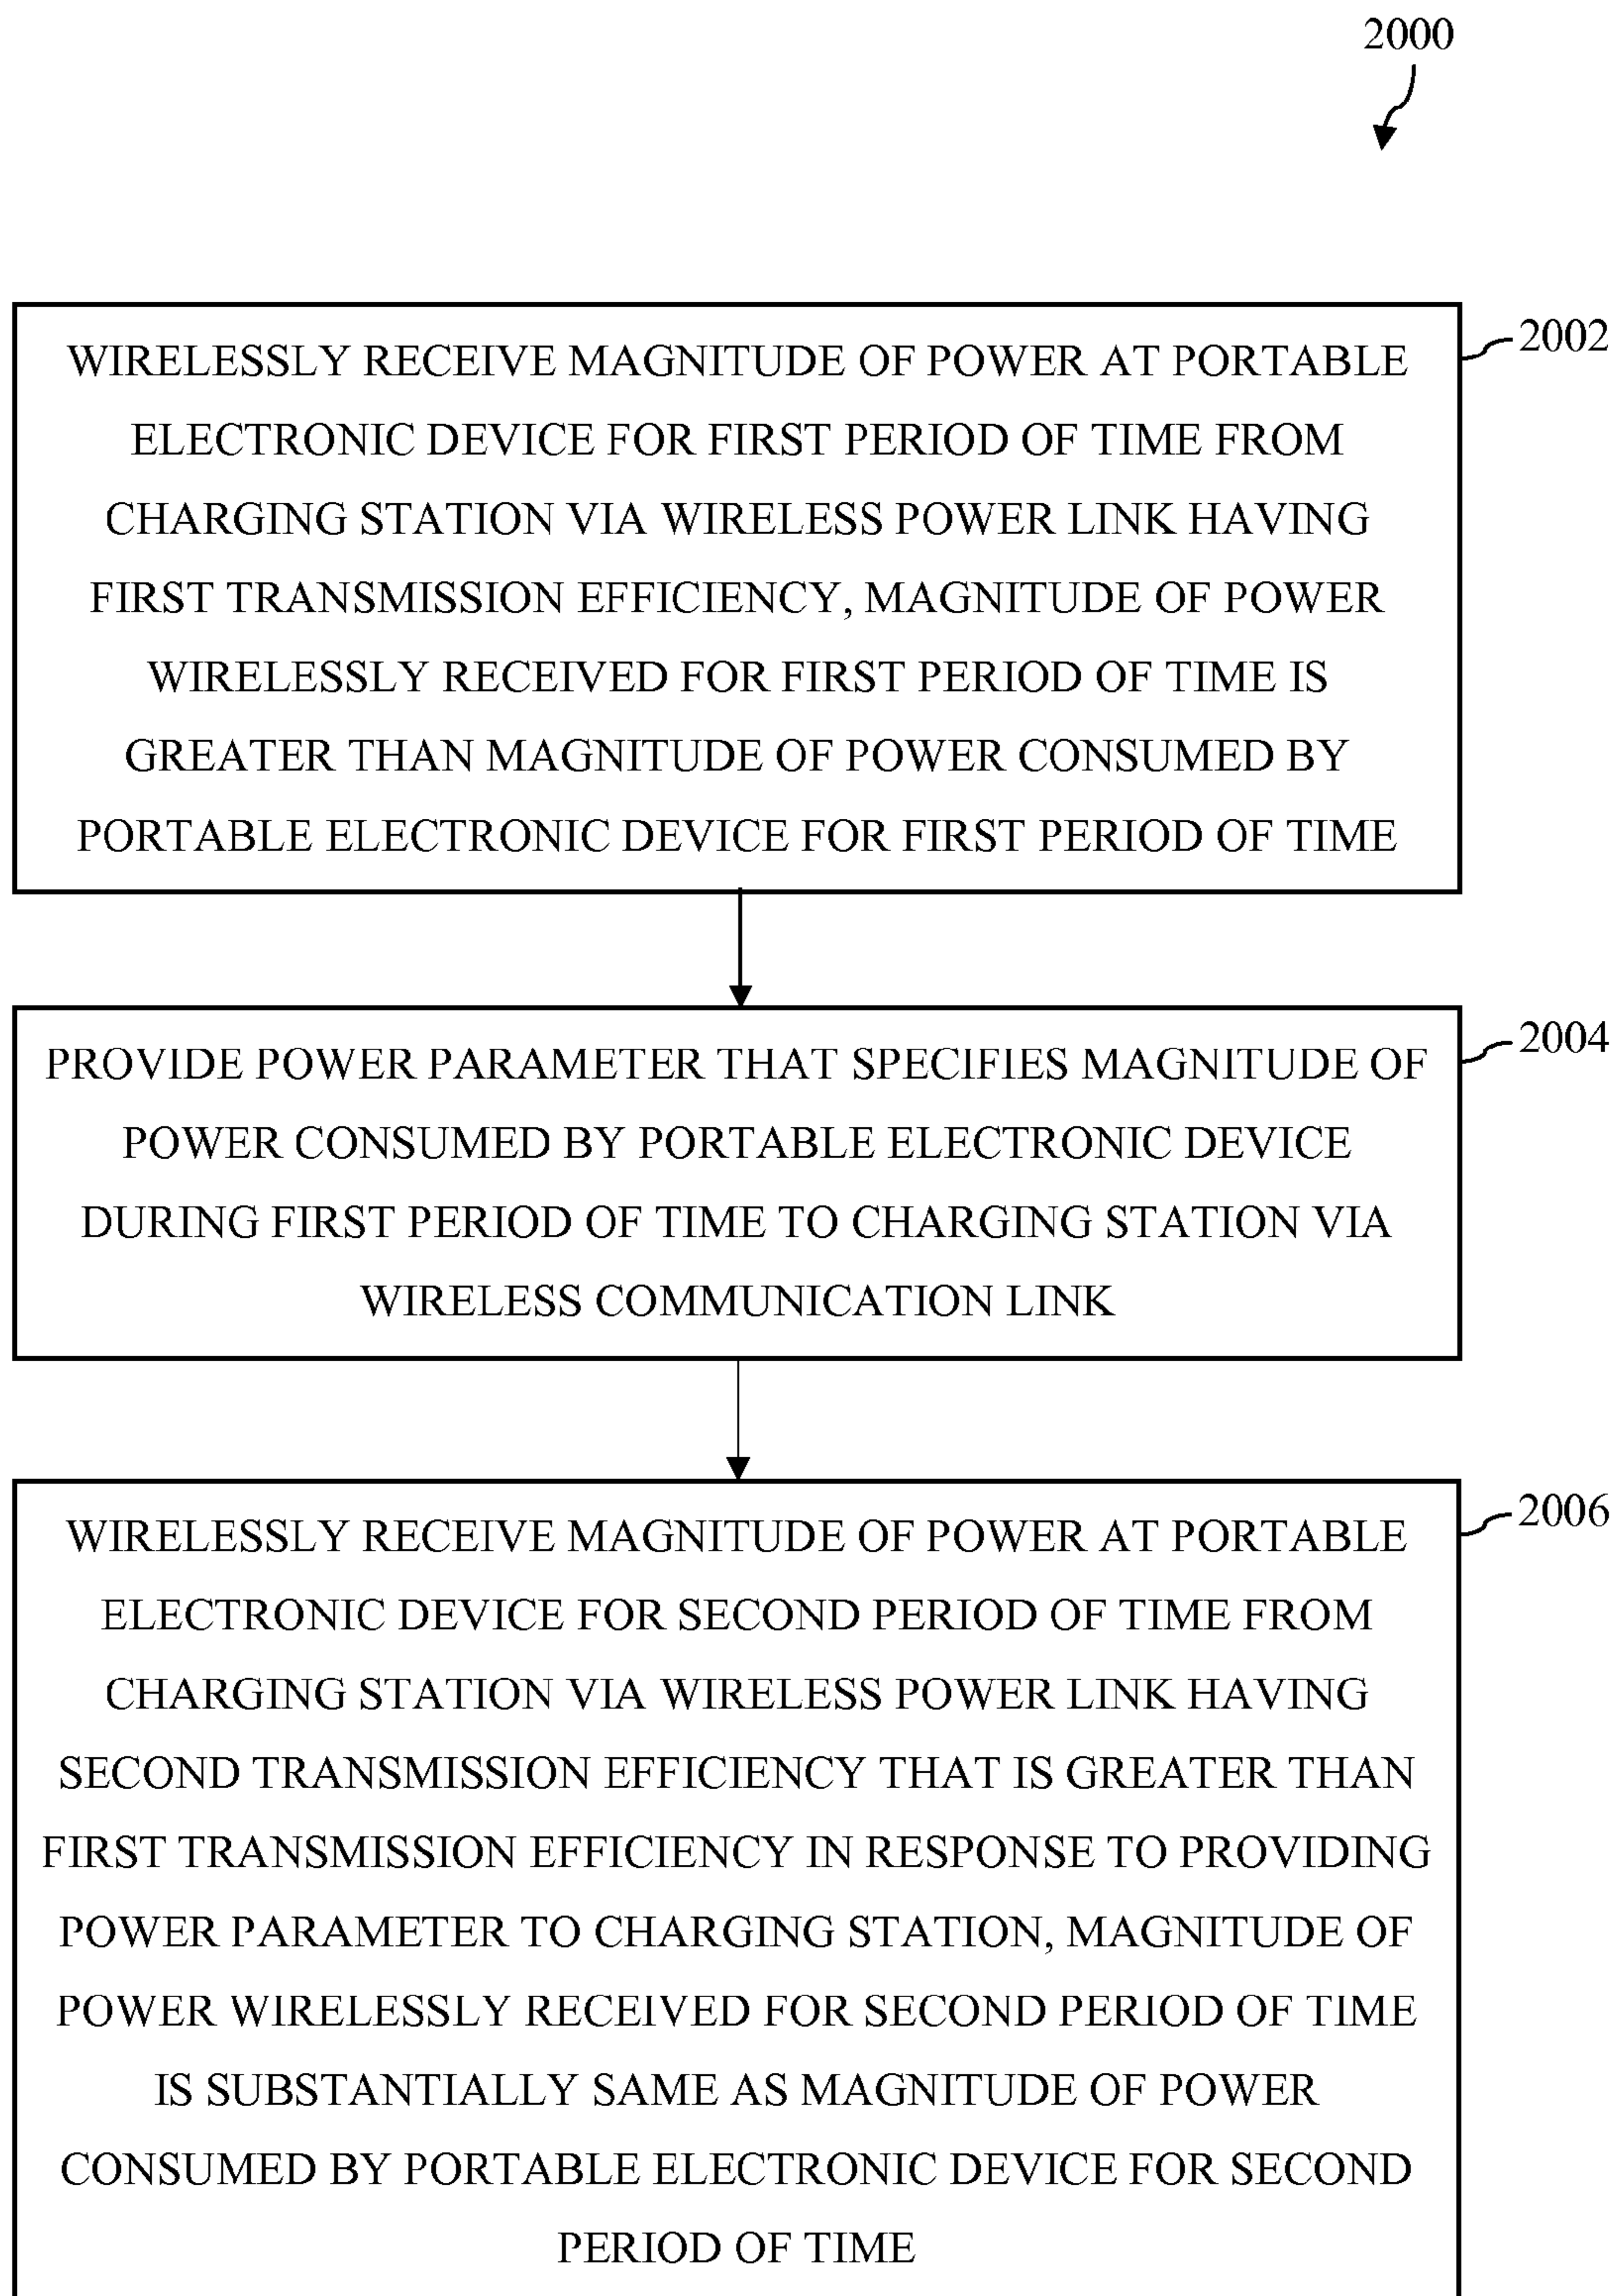 2000
WIRELESSLY RECEIVE MAGNITUDE OF POWER AT PORTABLE
ELECTRONIC DEVICE FOR FIRST PERIOD OF TIME FROM
CHARGING STATION VIA WIRELESS POWER LINK HAVING
FIRST TRANSMISSION EFFICIENCY, MAGNITUDE OF POWER
WIRELESSLY RECEIVED FOR FIRST PERIOD OF TIME IS
GREATER THAN MAGNITUDE OF POWER CONSUMED BY
PORTABLE ELECTRONIC DEVICE FOR FIRST PERIOD OF TIME
2002
PROVIDE POWER PARAMETER THAT SPECIFIES MAGNITUDE OF
POWER CONSUMED BY PORTABLE ELECTRONIC DEVICE
DURING FIRST PERIOD OF TIME TO CHARGING STATION VIA
WIRELESS COMMUNICATION LINK
2004
WIRELESSLY RECEIVE MAGNITUDE OF POWER AT PORTABLE
ELECTRONIC DEVICE FOR SECOND PERIOD OF TIME FROM
CHARGING STATION VIA WIRELESS POWER LINK HAVING
SECOND TRANSMISSION EFFICIENCY THAT IS GREATER THAN
FIRST TRANSMISSION EFFICIENCY IN RESPONSE TO PROVIDING
POWER PARAMETER TO CHARGING STATION, MAGNITUDE OF
POWER WIRELESSLY RECEIVED FOR SECOND PERIOD OF TIME
IS SUBSTANTIALLY SAME AS MAGNITUDE OF POWER
CONSUMED BY PORTABLE ELECTRONIC DEVICE FOR SECOND
PERIOD OF TIME
2006